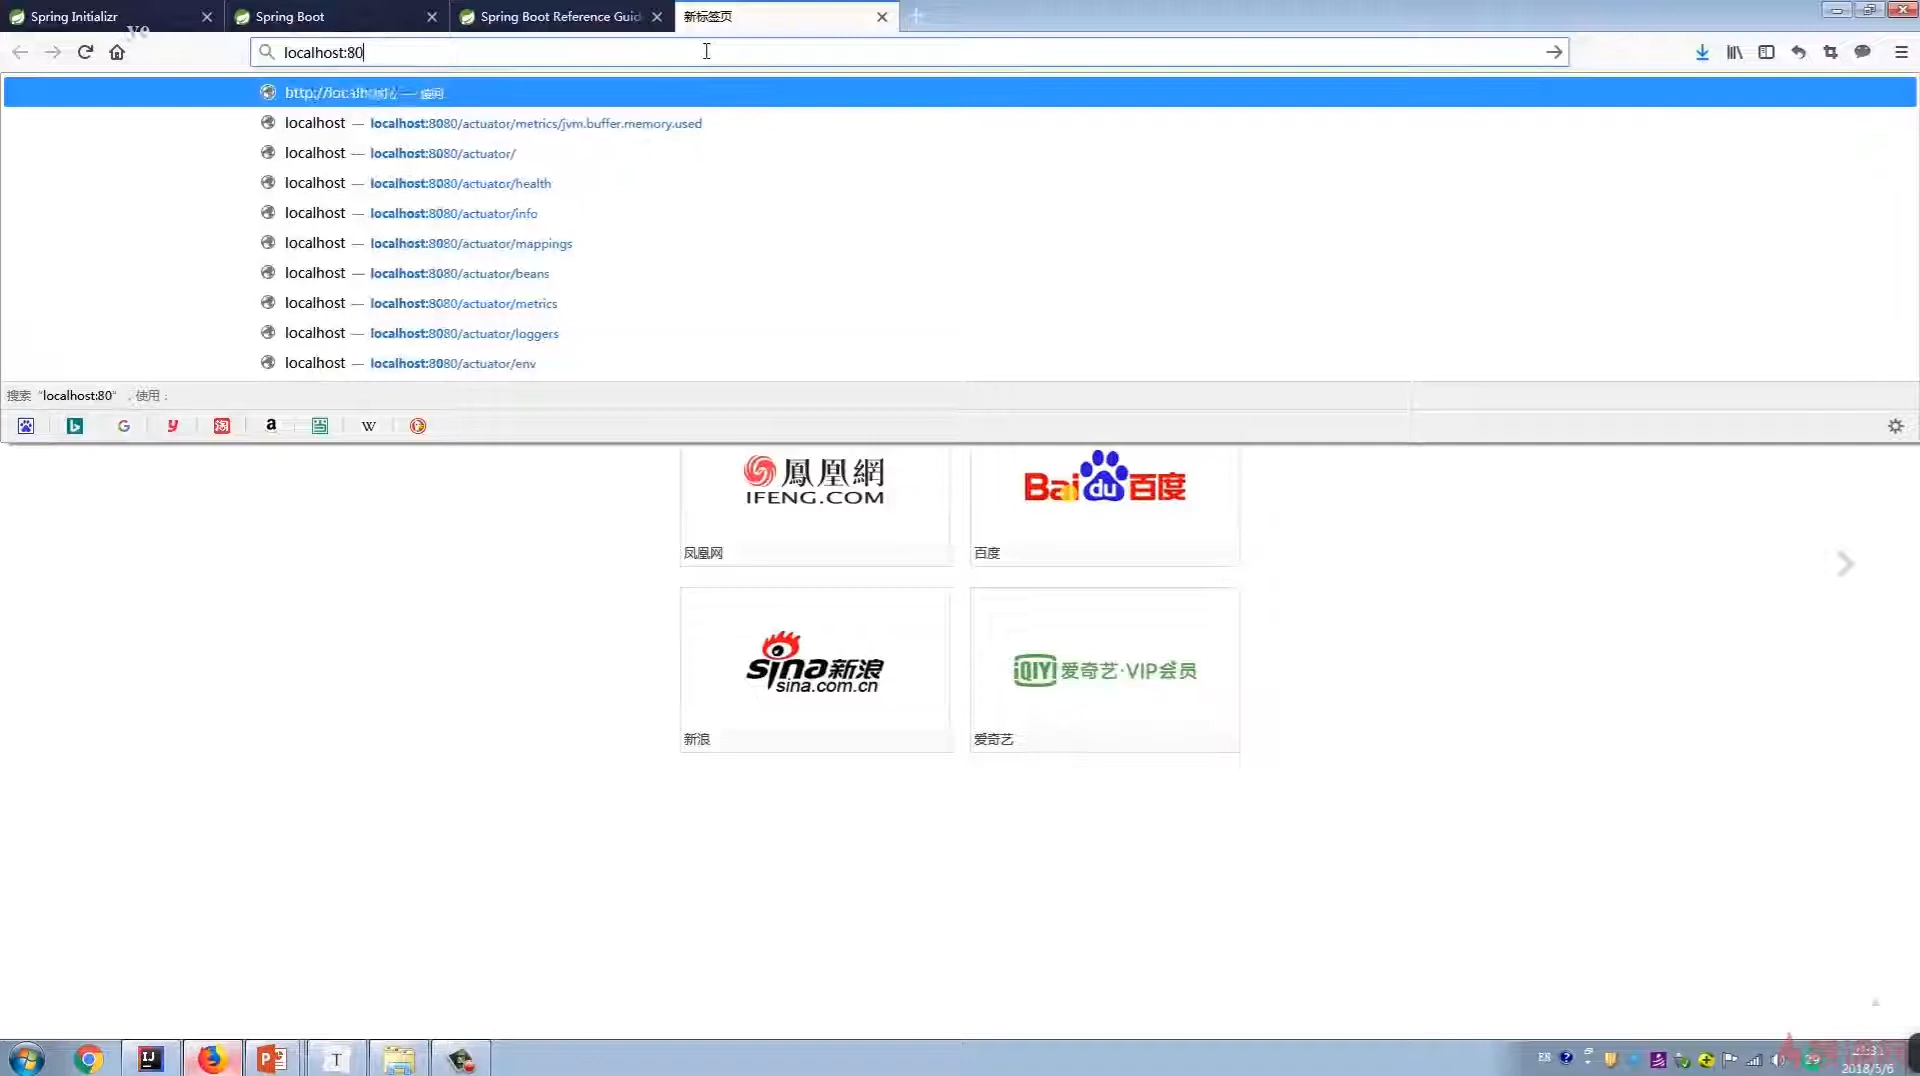 Spring Initializr
Spring Boot
Spring Boot Reference Guid
新标签页
localhost:80
localhost — localhost:8080/actuator/metrics/jvm.buffer.memory.used
localhost — localhost:8080/actuator/
localhost — localhost:8080/actuator/health
localhost — localhost:8080/actuator/info
localhost — localhost:8080/actuator/mappings
localhost — localhost:8080/actuator/beans
localhost — localhost:8080/actuator/metrics
localhost — localhost:8080/actuator/loggers
localhost — localhost:8080/actuator/env
搜索 "localhost:80" ，使用：
鳳凰網
IFENG.COM
Bai du 百度
凤凰网
百度
sina新浪
sina.com.cn
iQIYI 爱奇艺·VIP会员
新浪
爱奇艺
EN
2018/5/6